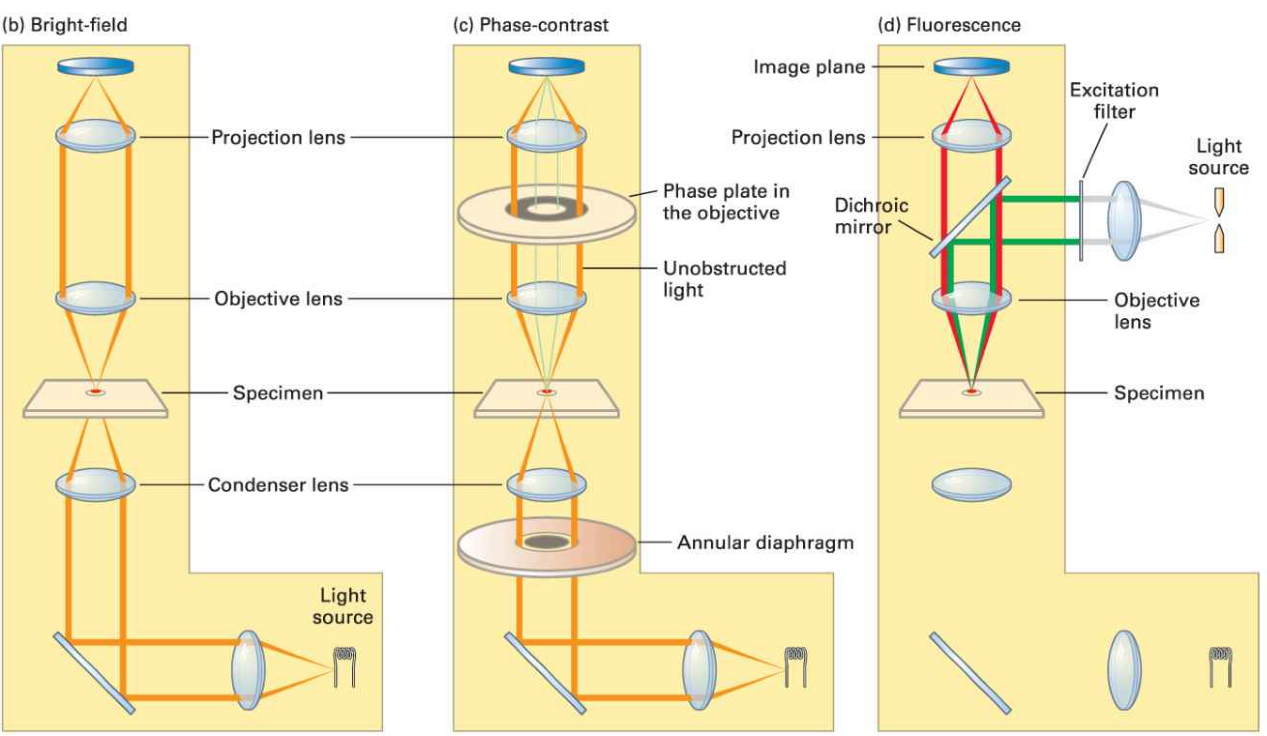 (b) Bright-field
(c) Phase-contrast
(d) Fluorescence
Image plane
Excitation
filter
Projection lens
Projection lens
Light
source
Phase plate in
the objective
Dichroic
mirror
Unobstructed
light
Objective lens
Objective
lens
Specimen
Specimen
Condenser lens
Annular diaphragm
Light
source